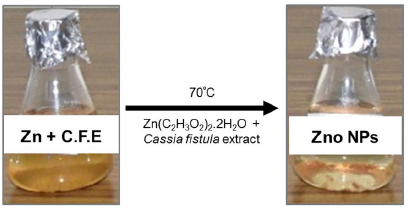 70°C
Zn + C.F.E
Zn(C₂H₃O₂)₂.2H₂O +
Cassia fistula extract
Zno NPs